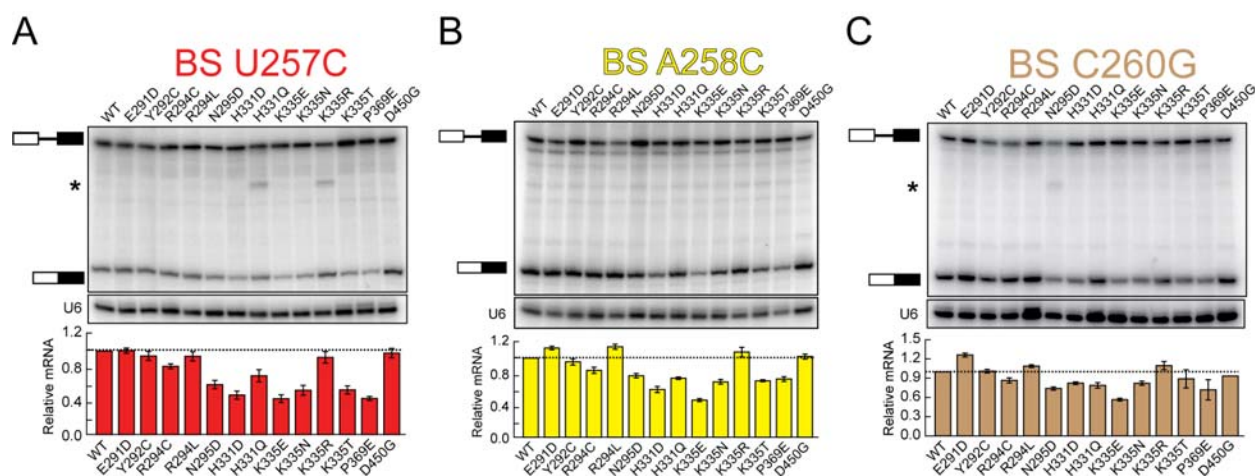 A
BS U257C
WT E291D Y292C R294C R294L N295D H331D H331Q K335E K335N K335R K335T P369E D450G
*
U6
Relative mRNA
1.2
0.8
0.4
0.0
WT E291D Y292C R294C R294L N295D H331D H331Q K335E K335N K335R K335T P369E D450G
B
BS A258C
WT E291D Y292C R294C R294L N295D H331D H331Q K335E K335N K335R K335T P369E D450G
U6
Relative mRNA
1.2
0.8
0.4
0.0
WT E291D Y292C R294C R294L N295D H331D H331Q K335E K335N K335R K335T P369E D450G
C
BS C260G
WT E291D Y292C R294C R294L N295D H331D H331Q K335E K335N K335R K335T P369E D450G
*
U6
Relative mRNA
1.5
1.2
0.9
0.6
0.3
0.0
WT E291D Y292C R294C R294L N295D H331D H331Q K335E K335N K335R K335T P369E D450G